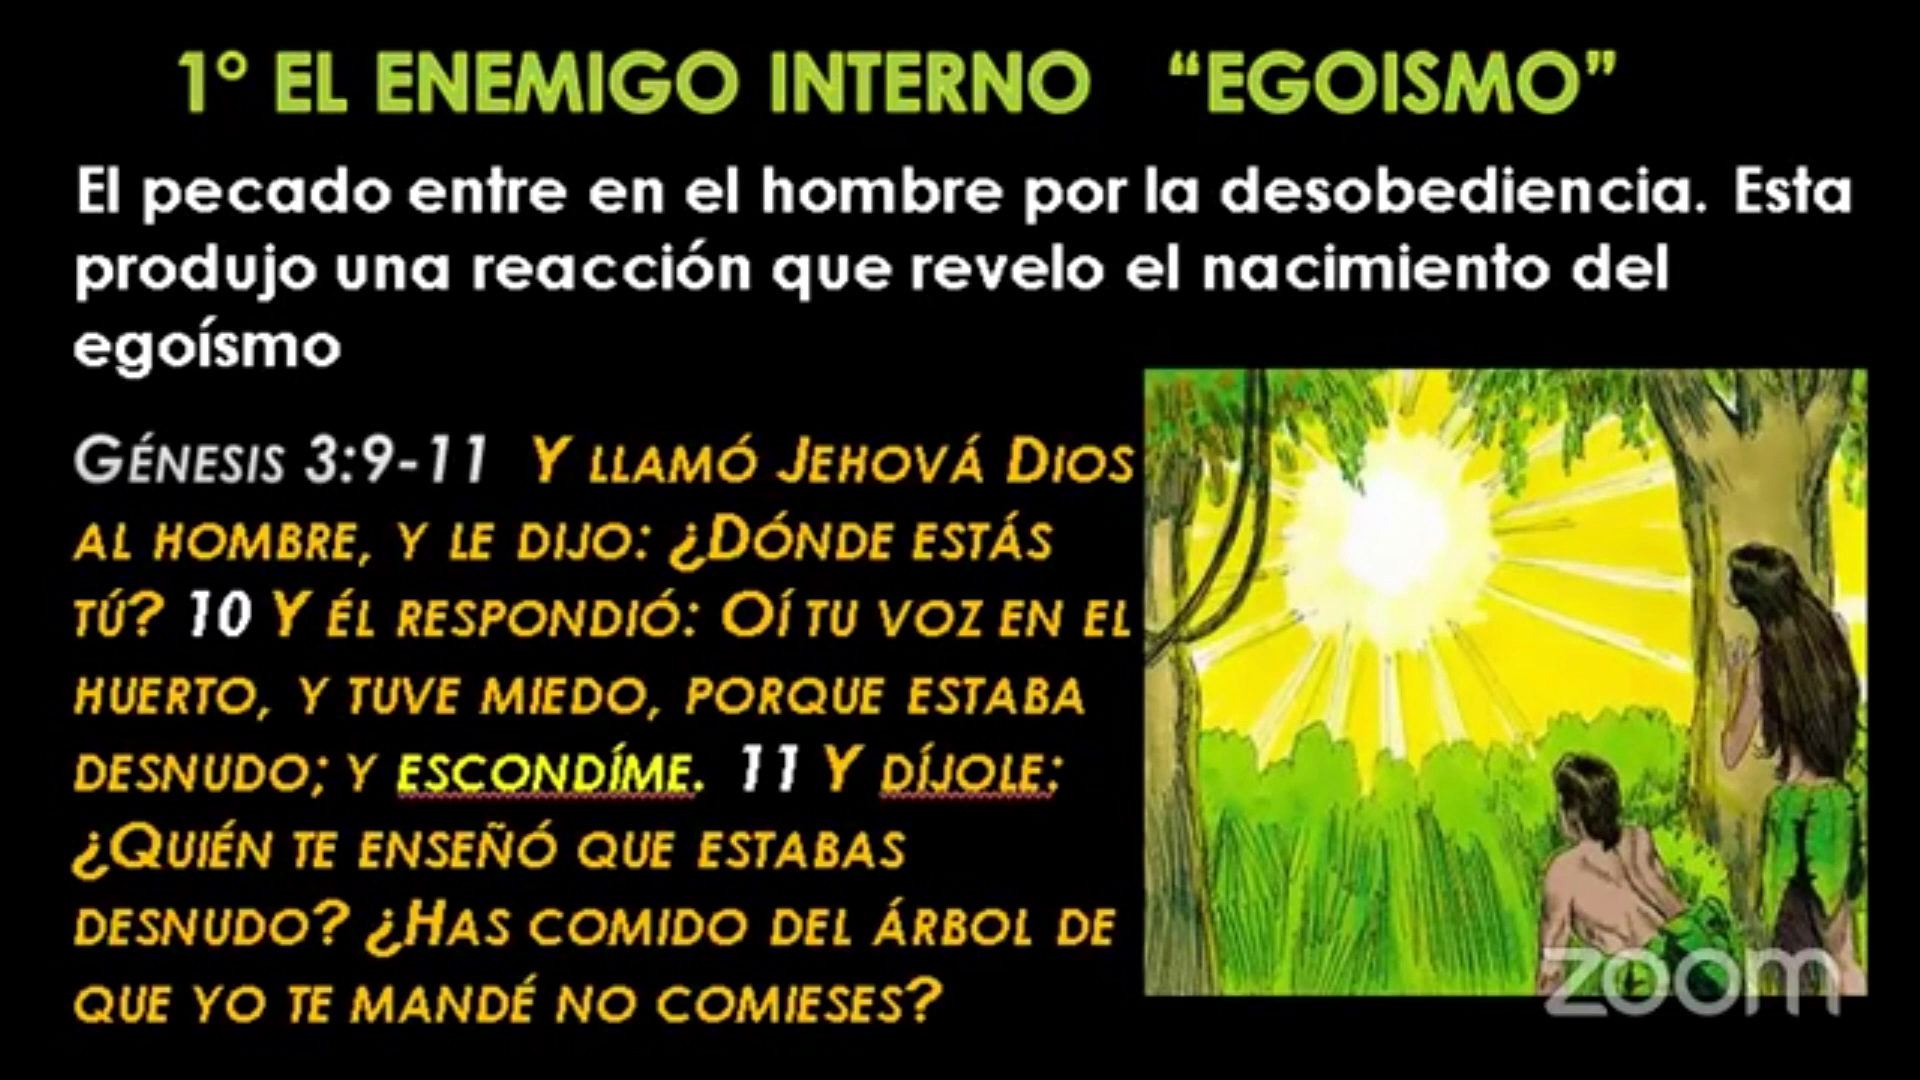 1° EL ENEMIGO INTERNO “EGOISMO”
El pecado entre en el hombre por la desobediencia. Esta
produjo una reacción que revelo el nacimiento del
egoísmo
GÉNESIS 3:9-11 Y LLAMÓ JEHOVÁ DIOS
AL HOMBRE, Y LE DIJO: ¿DÓNDE ESTÁS
TÚ? 10 Y ÉL RESPONDIÓ: OÍ TU VOZ EN EL
HUERTO, Y TUVE MIEDO, PORQUE ESTABA
DESNUDO; Y ESCONDÍME. 11 Y DÍJOLE:
¿QUIÉN TE ENSEÑÓ QUE ESTABAS
DESNUDO? ¿HAS COMIDO DEL ÁRBOL DE
QUE YO TE MANDÉ NO COMIESES?
zoom